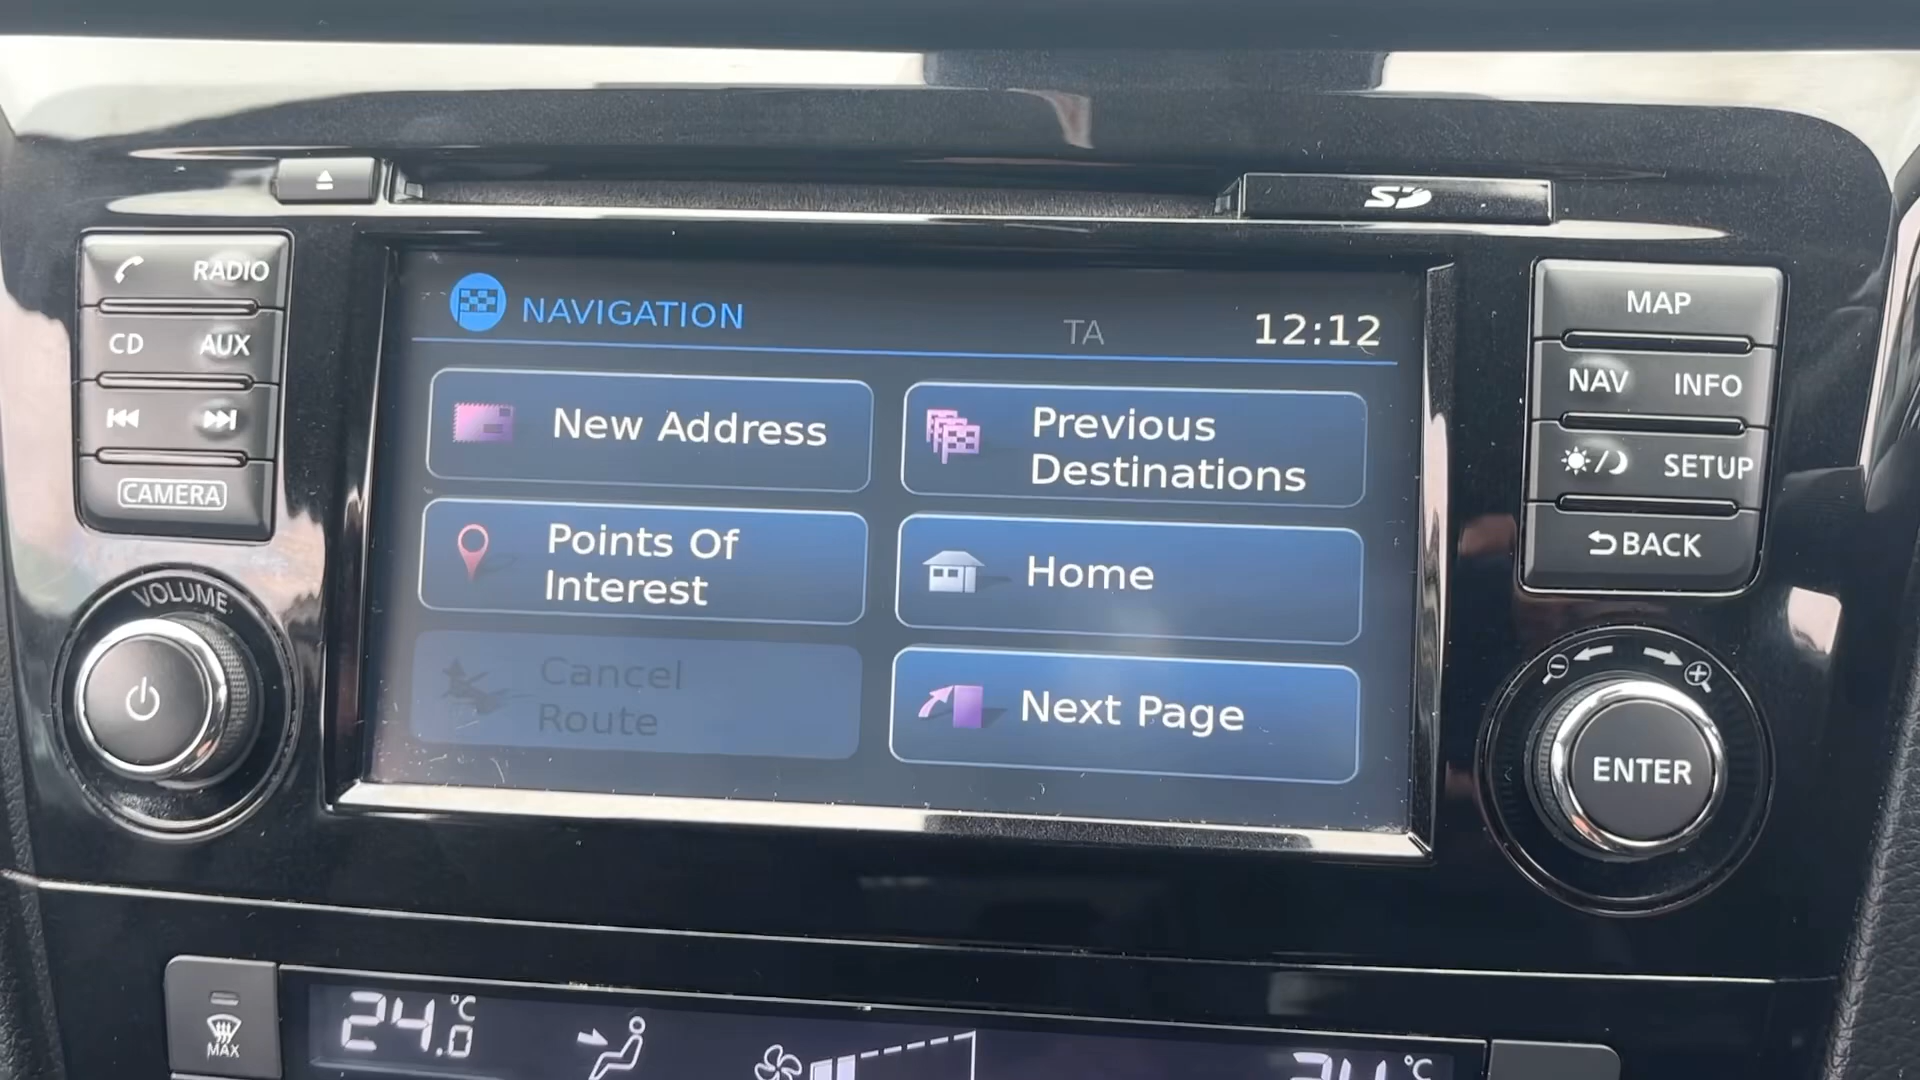 SD
RADIO
CD AUX
CAMERA
VOLUME
NAVIGATION
TA
12:12
New Address
Previous
Destinations
Points Of
Interest
Home
Cancel
Route
Next Page
MAP
NAV INFO
SETUP
BACK
ENTER
MAX
24.0 °C
°C